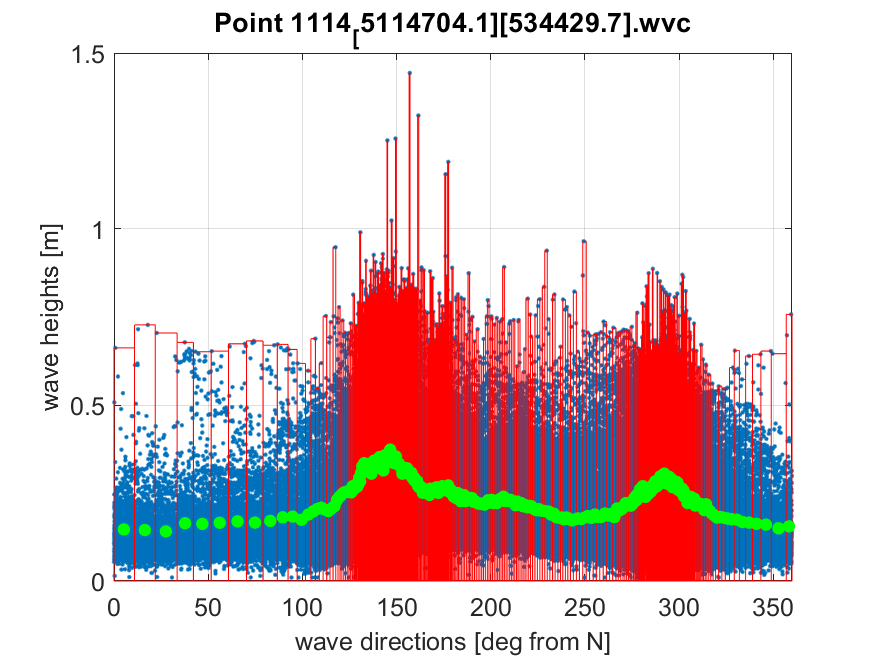 Point 1114[5114704.1][534429.7].wvc
1.5
1
0.5
0
wave heights [m]
0 50 100 150 200 250 300 350
wave directions [deg from N]